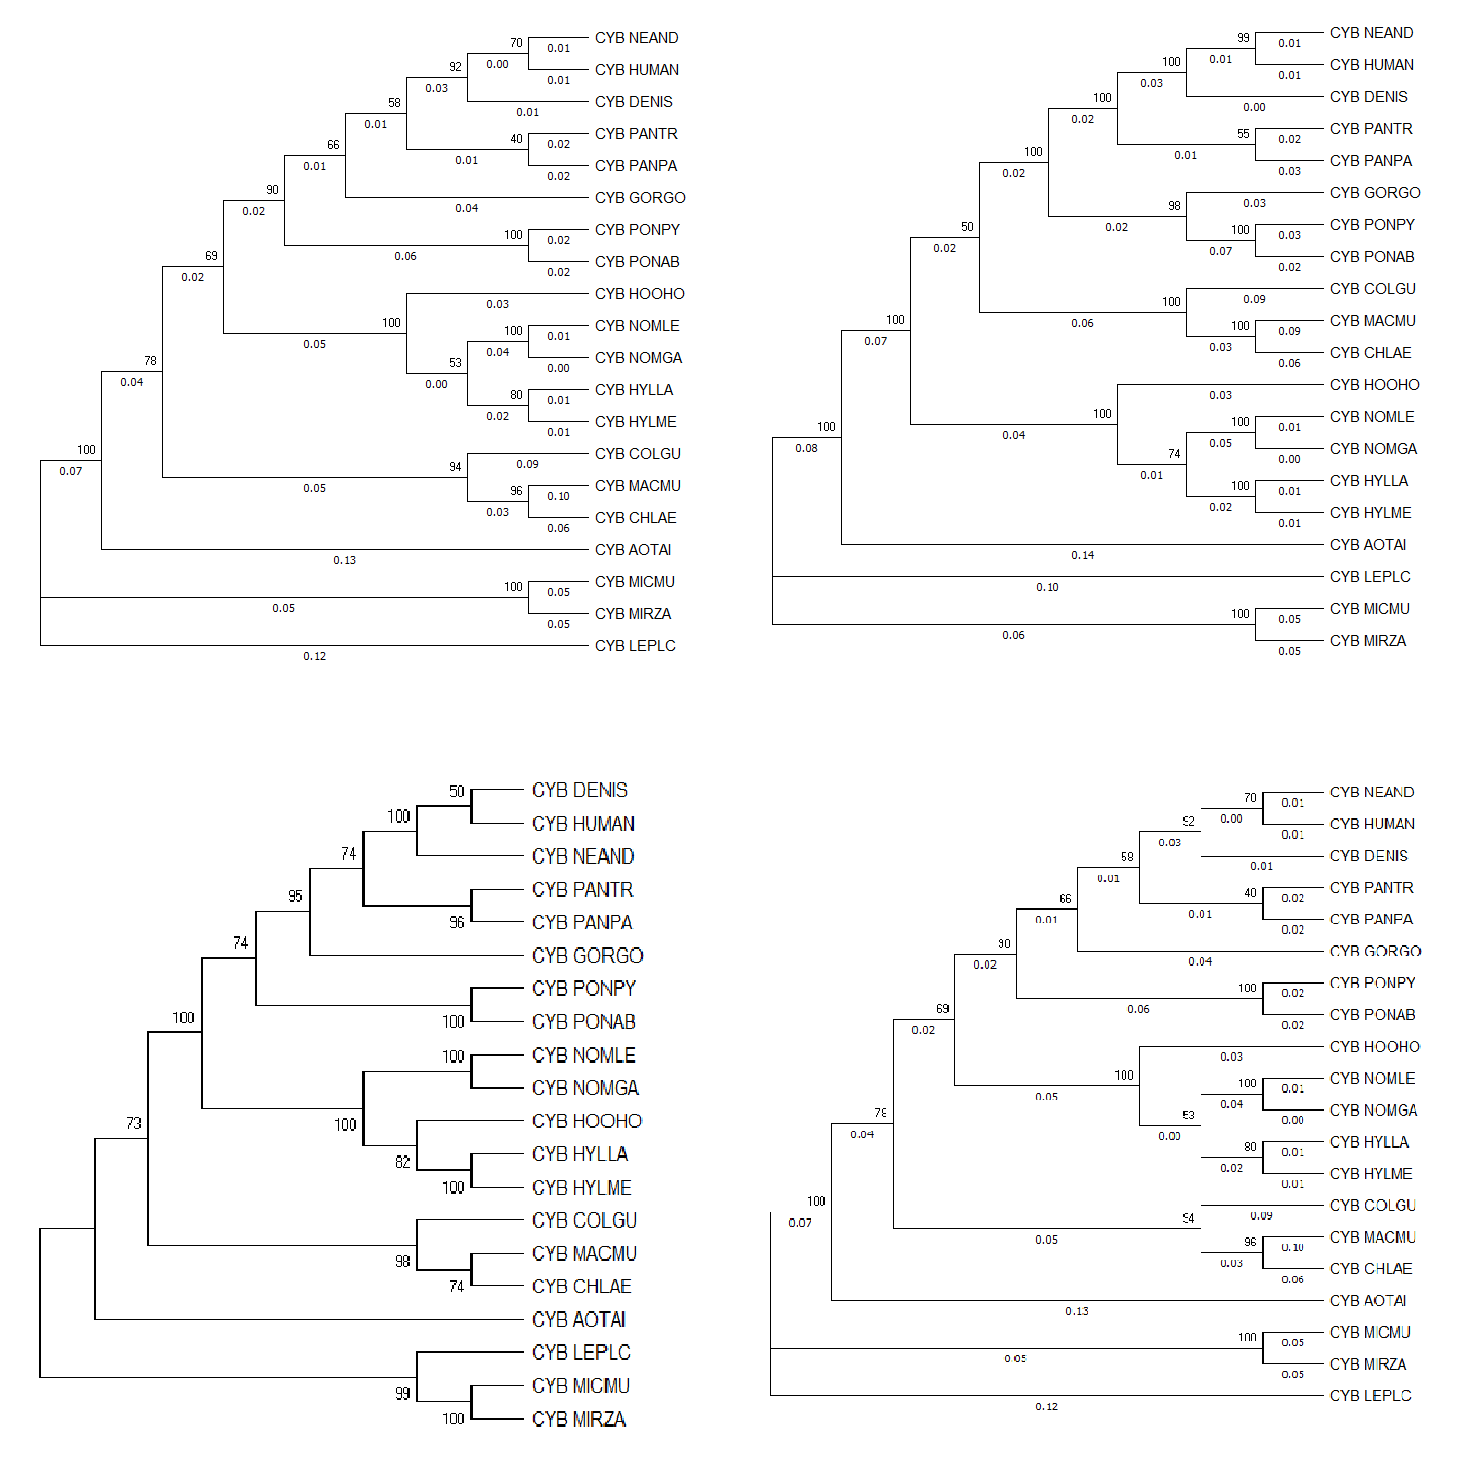 70
0.01
CYB NEAND
92
0.00
CYB HUMAN
0.01
58
0.03
CYB DENIS
0.01
0.01
40
0.02
CYB PANTR
66
0.01
CYB PANPA
0.02
90
0.01
CYB GORGO
0.04
0.02
100
0.02
CYB PONPY
69
0.06
CYB PONAB
0.02
0.02
CYB HOOHO
0.03
100
100
0.01
CYB NOMLE
0.05
53
0.04
CYB NOMGA
0.00
78
0.00
80
0.01
CYB HYLLA
0.04
0.02
CYB HYLME
0.01
100
94
CYB COLGU
0.09
0.07
0.05
96
0.10
CYB MACMU
0.03
CYB CHLAE
0.06
CYB AOTAI
0.13
100
0.05
CYB MICMU
0.05
CYB MIRZA
0.05
CYB LEPLC
0.12
99
0.01
CYB NEAND
100
0.01
CYB HUMAN
0.01
100
0.03
CYB DENIS
0.00
0.02
55
0.02
CYB PANTR
100
0.01
CYB PANPA
0.03
0.02
98
CYB GORGO
0.03
50
0.02
100
0.03
CYB PONPY
0.02
0.07
CYB PONAB
0.02
100
100
CYB COLGU
0.09
0.07
0.06
100
0.09
CYB MACMU
0.03
CYB CHLAE
0.06
CYB HOOHO
0.03
100
100
100
0.01
CYB NOMLE
0.08
0.04
74
0.05
CYB NOMGA
0.00
0.01
100
0.01
CYB HYLLA
0.02
CYB HYLME
0.01
CYB AOTAI
0.14
CYB LEPLC
0.10
100
0.05
CYB MICMU
0.06
CYB MIRZA
0.05
50
CYB DENIS
100
CYB HUMAN
74
CYB NEAND
95
CYB PANTR
96
CYB PANPA
74
CYB GORGO
CYB PONPY
100
100
CYB PONAB
100
CYB NOMLE
CYB NOMGA
73
100
CYB HOOHO
82
CYB HYLLA
100
CYB HYLME
CYB COLGU
98
CYB MACMU
74
CYB CHLAE
CYB AOTAI
CYB LEPLC
99
CYB MICMU
100
CYB MIRZA
70
0.01
CYB NEAND
92
0.00
CYB HUMAN
0.01
58
0.03
CYB DENIS
0.01
0.01
40
0.02
CYB PANTR
66
0.01
CYB PANPA
0.02
90
0.01
CYB GORGO
0.04
0.02
100
0.02
CYB PONPY
69
0.06
CYB PONAB
0.02
0.02
CYB HOOHO
0.03
100
100
0.01
CYB NOMLE
0.05
53
0.04
CYB NOMGA
0.00
0.00
80
0.01
CYB HYLLA
0.04
0.02
CYB HYLME
0.01
100
94
CYB COLGU
0.09
0.07
0.05
96
0.10
CYB MACMU
0.03
CYB CHLAE
0.06
CYB AOTAI
0.13
100
0.05
CYB MICMU
0.05
CYB MIRZA
0.05
CYB LEPLC
0.12